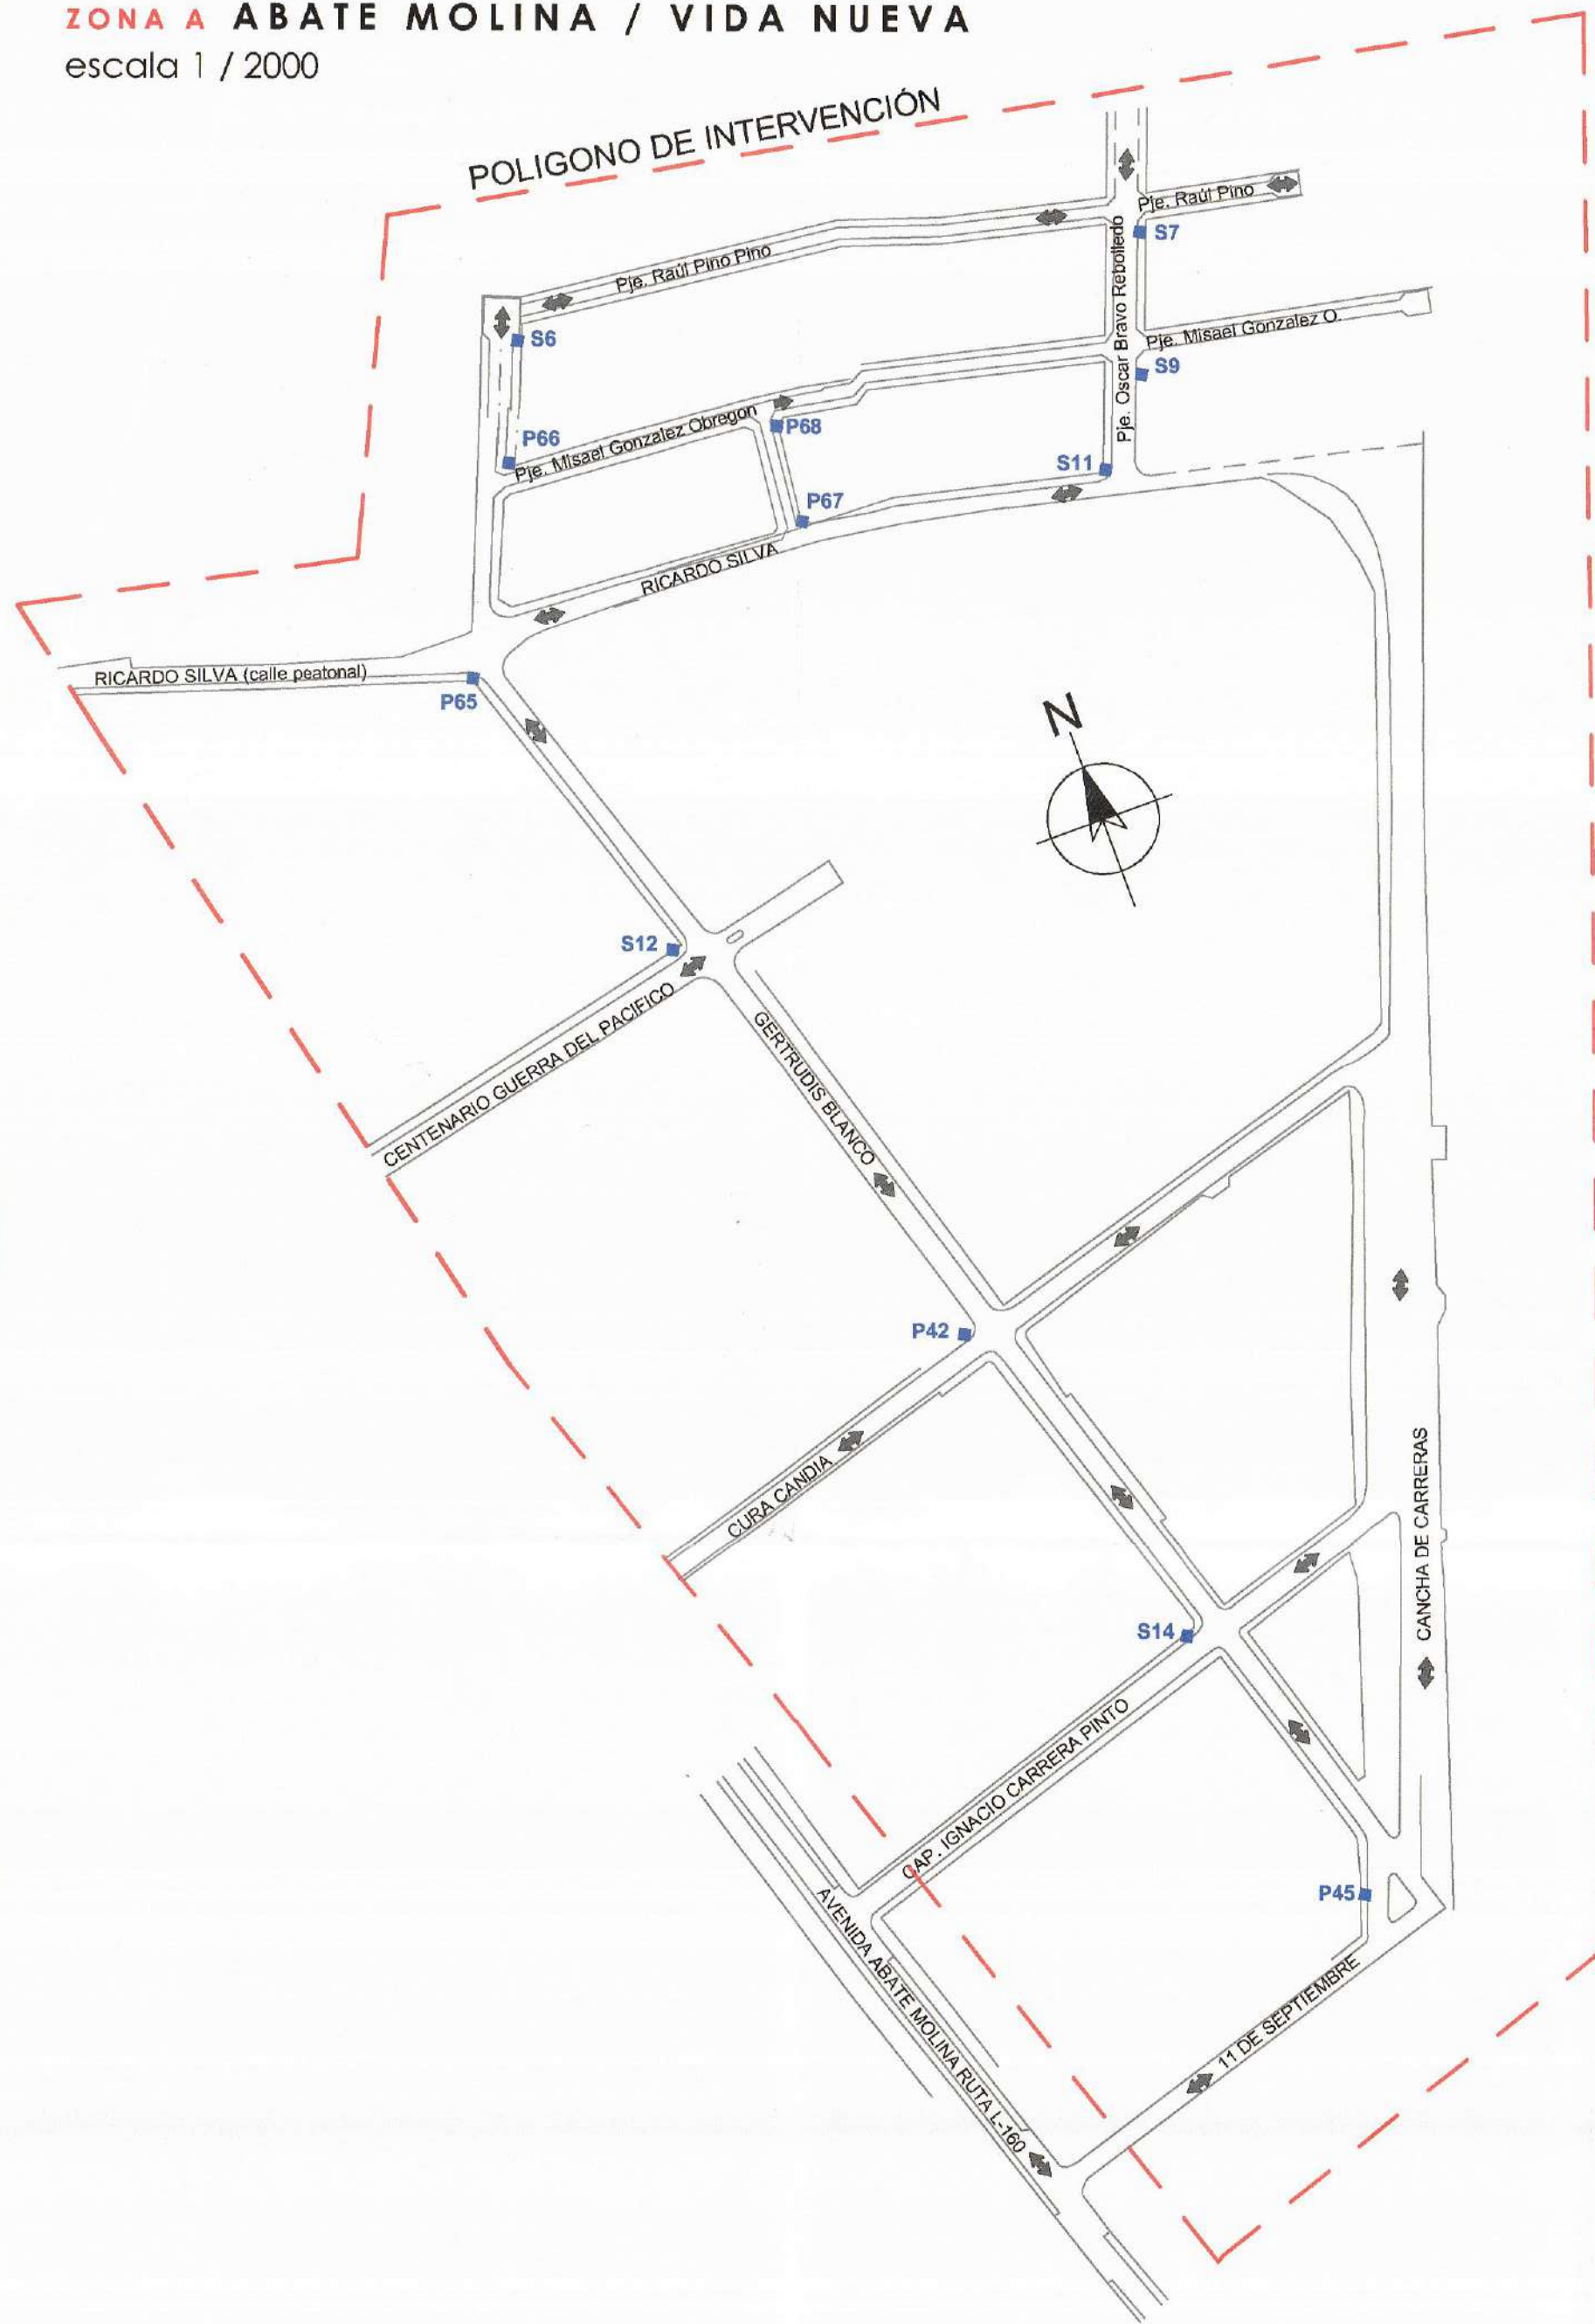 ZONA A ABATE MOLINA / VIDA NUEVA
escala 1 / 2000
POLIGONO DE INTERVENCIÓN
Pje. Raúl Pino
S7
Pje. Raúl Pino Pino
Pje. Oscar Bravo Rebolledo
S6
Pje. Misael Gonzalez O.
S9
Pje. Misael Gonzalez Obregon
P68
P66
S11
P67
RICARDO SILVA
RICARDO SILVA (calle peatonal)
P65
N
S12
CENTENARIO GUERRA DEL PACIFICO
GERTRUDIS BLANCO
P42
CURA CANDIA
CANCHA DE CARRERAS
S14
CAP. IGNACIO CARRERA PINTO
P45
AVENIDA ABATE MOLINA RUTA L-160
11 DE SEPTIEMBRE